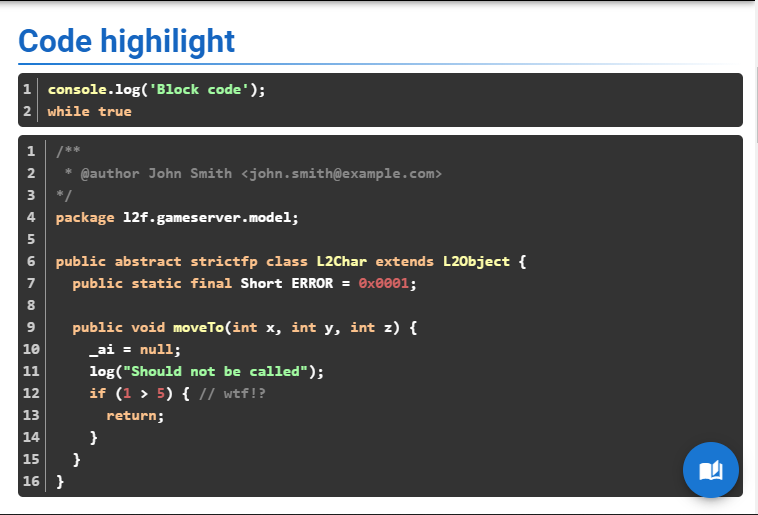 Code highilight
1 console.log('Block code');
2 while true
1 /**
2  * @author John Smith <john.smith@example.com>
3 */
4 package l2f.gameserver.model;
5
6 public abstract strictfp class L2Char extends L2Object {
7   public static final Short ERROR = 0x0001;
8
9   public void moveTo(int x, int y, int z) {
10     _ai = null;
11     log("Should not be called");
12     if (1 > 5) { // wtf!?
13       return;
14     }
15   }
16 }